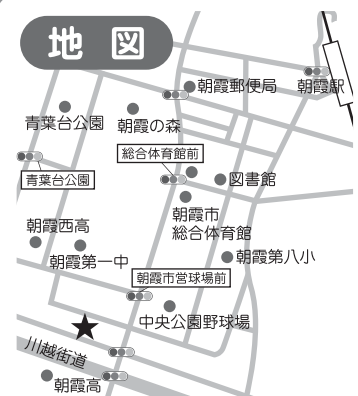 地図
朝霞郵便局
朝霞駅
青葉台公園
朝霞の森
総合体育館前
青葉台公園
図書館
朝霞市
総合体育館
朝霞西高
朝霞第一中
朝霞第八小
朝霞市営球場前
中央公園野球場
川越街道
朝霞高